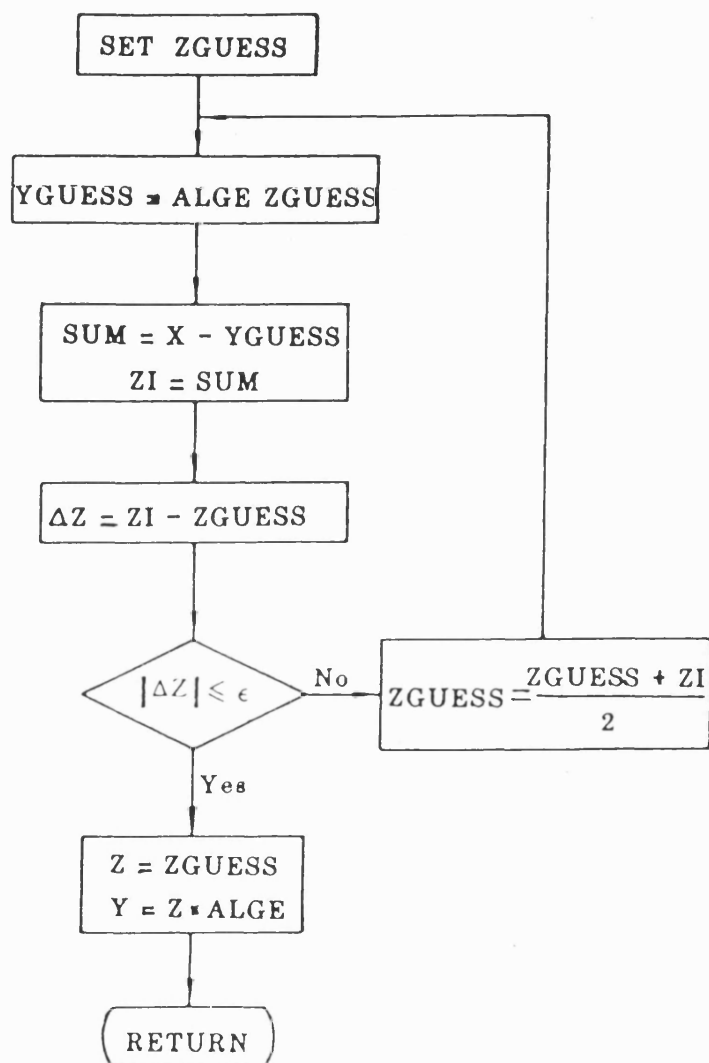 SET ZGUESS
YGUESS = ALGE ZGUESS
SUM = X - YGUESS
ZI = SUM
ΔZ = ZI - ZGUESS
|ΔZ| ≤ ϵ
No
ZGUESS = ZGUESS + ZI
2
Yes
Z = ZGUESS
Y = Z * ALGE
RETURN